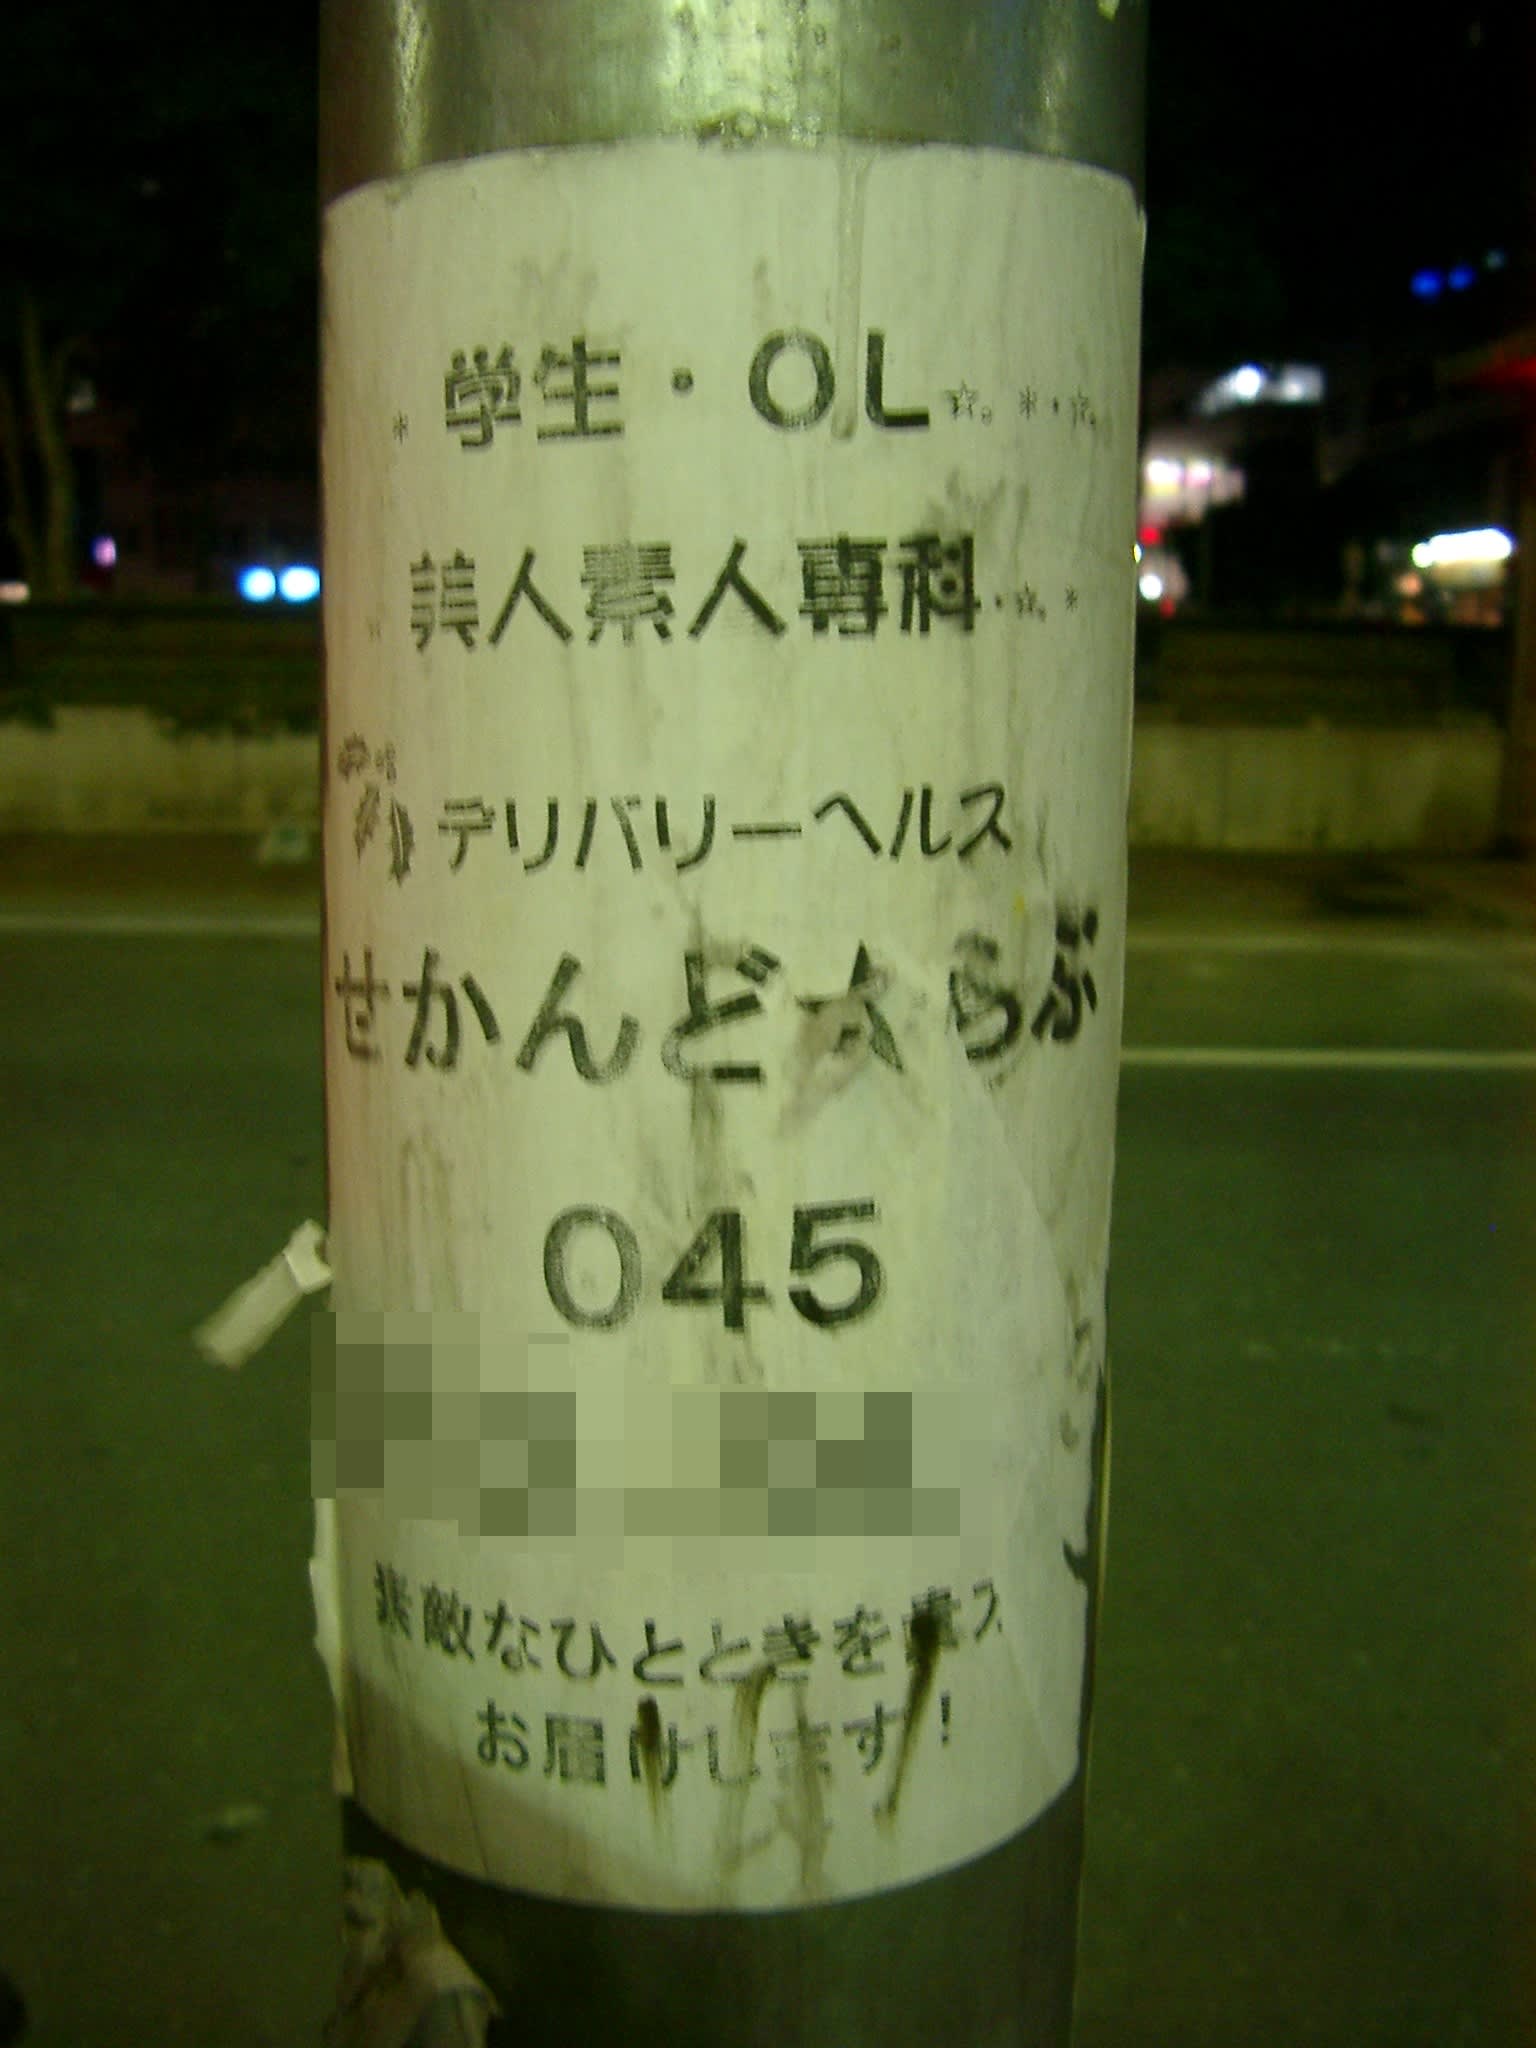 * 学生・OL☆。*・☆。
☆ 美人素人専科・☆。*
デリバリーヘルス
せかんど★らぶ
045
素敵なひとときを
お届けします!